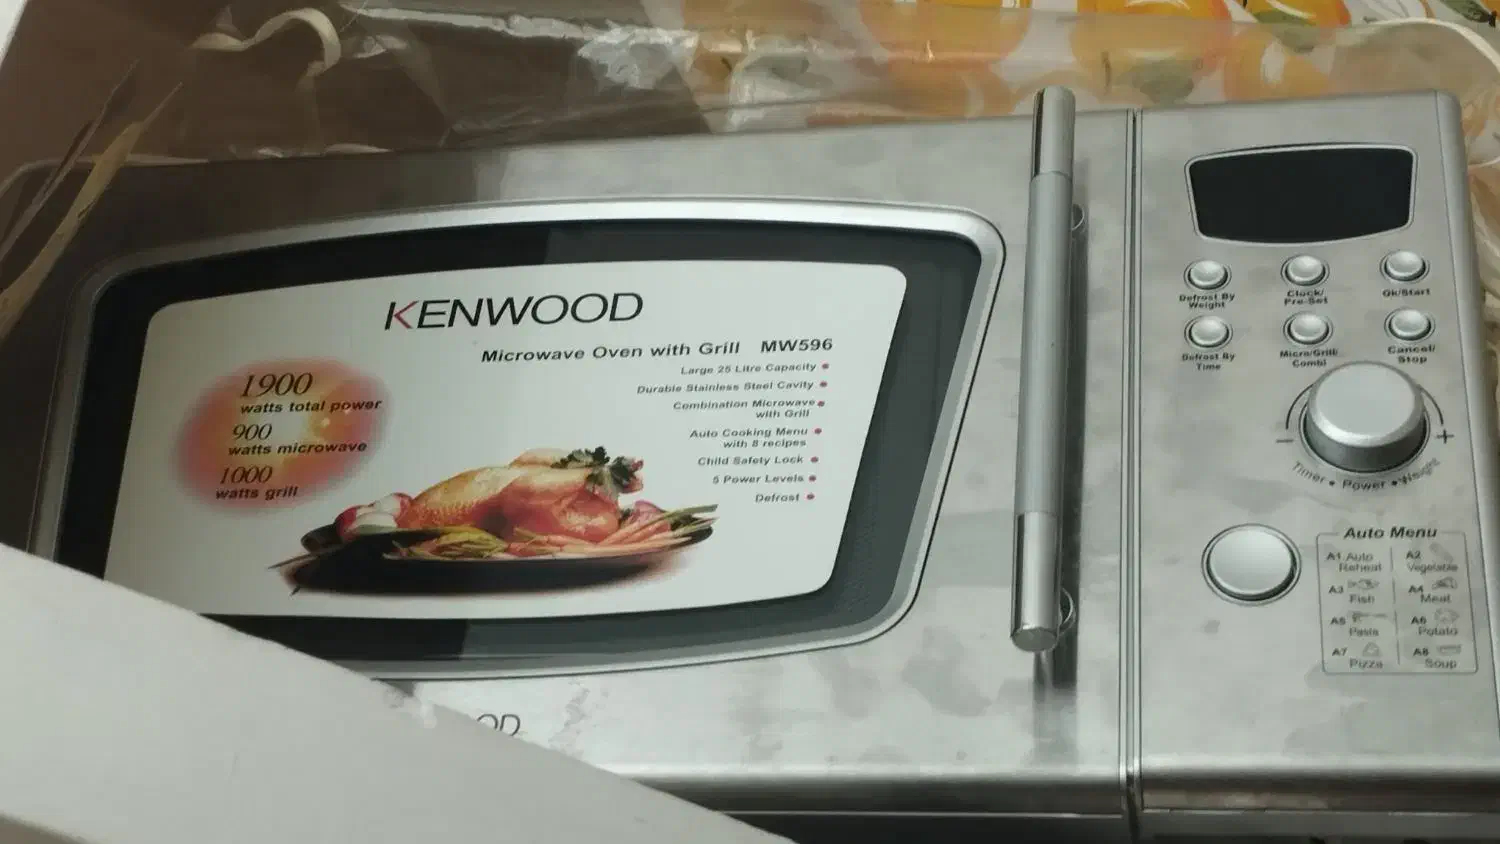 KENWOOD
Microwave Oven with Grill MW596
Large 25 Litre Capacity
Durable Stainless Steel Cavity
Combination Microwave
with Grill
Auto Cooking Menu
with 8 recipes
Child Safety Lock
5 Power Levels
Defrost
1900
watts total power
900
watts microwave
1000
watts grill
OD
Defrost By
Weight
Clock/
Pre-Set
Ok/Start
Defrost By
Time
Micro/Grill/
Combi
Cancel/
Stop
− +
Timer • Power • Weight
Auto Menu
A1 Auto
Reheat
A2
Vegetable
A3
Fish
A4
Meat
A5
Pasta
A6
Potato
A7
Pizza
A8
Soup